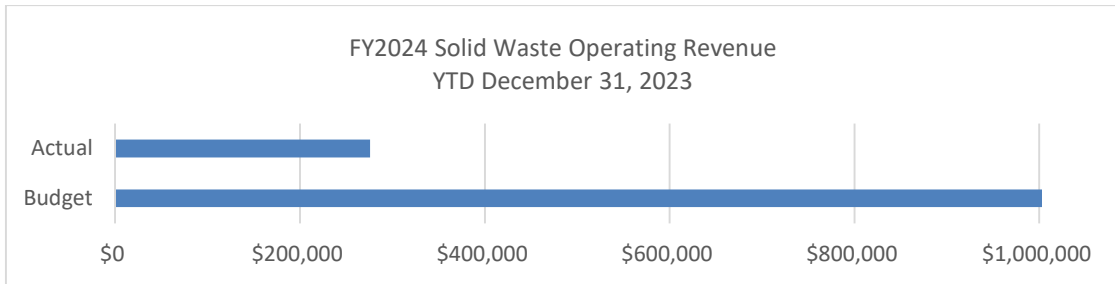 FY2024 Solid Waste Operating Revenue
YTD December 31, 2023
Actual
Budget
$0 $200,000 $400,000 $600,000 $800,000 $1,000,000